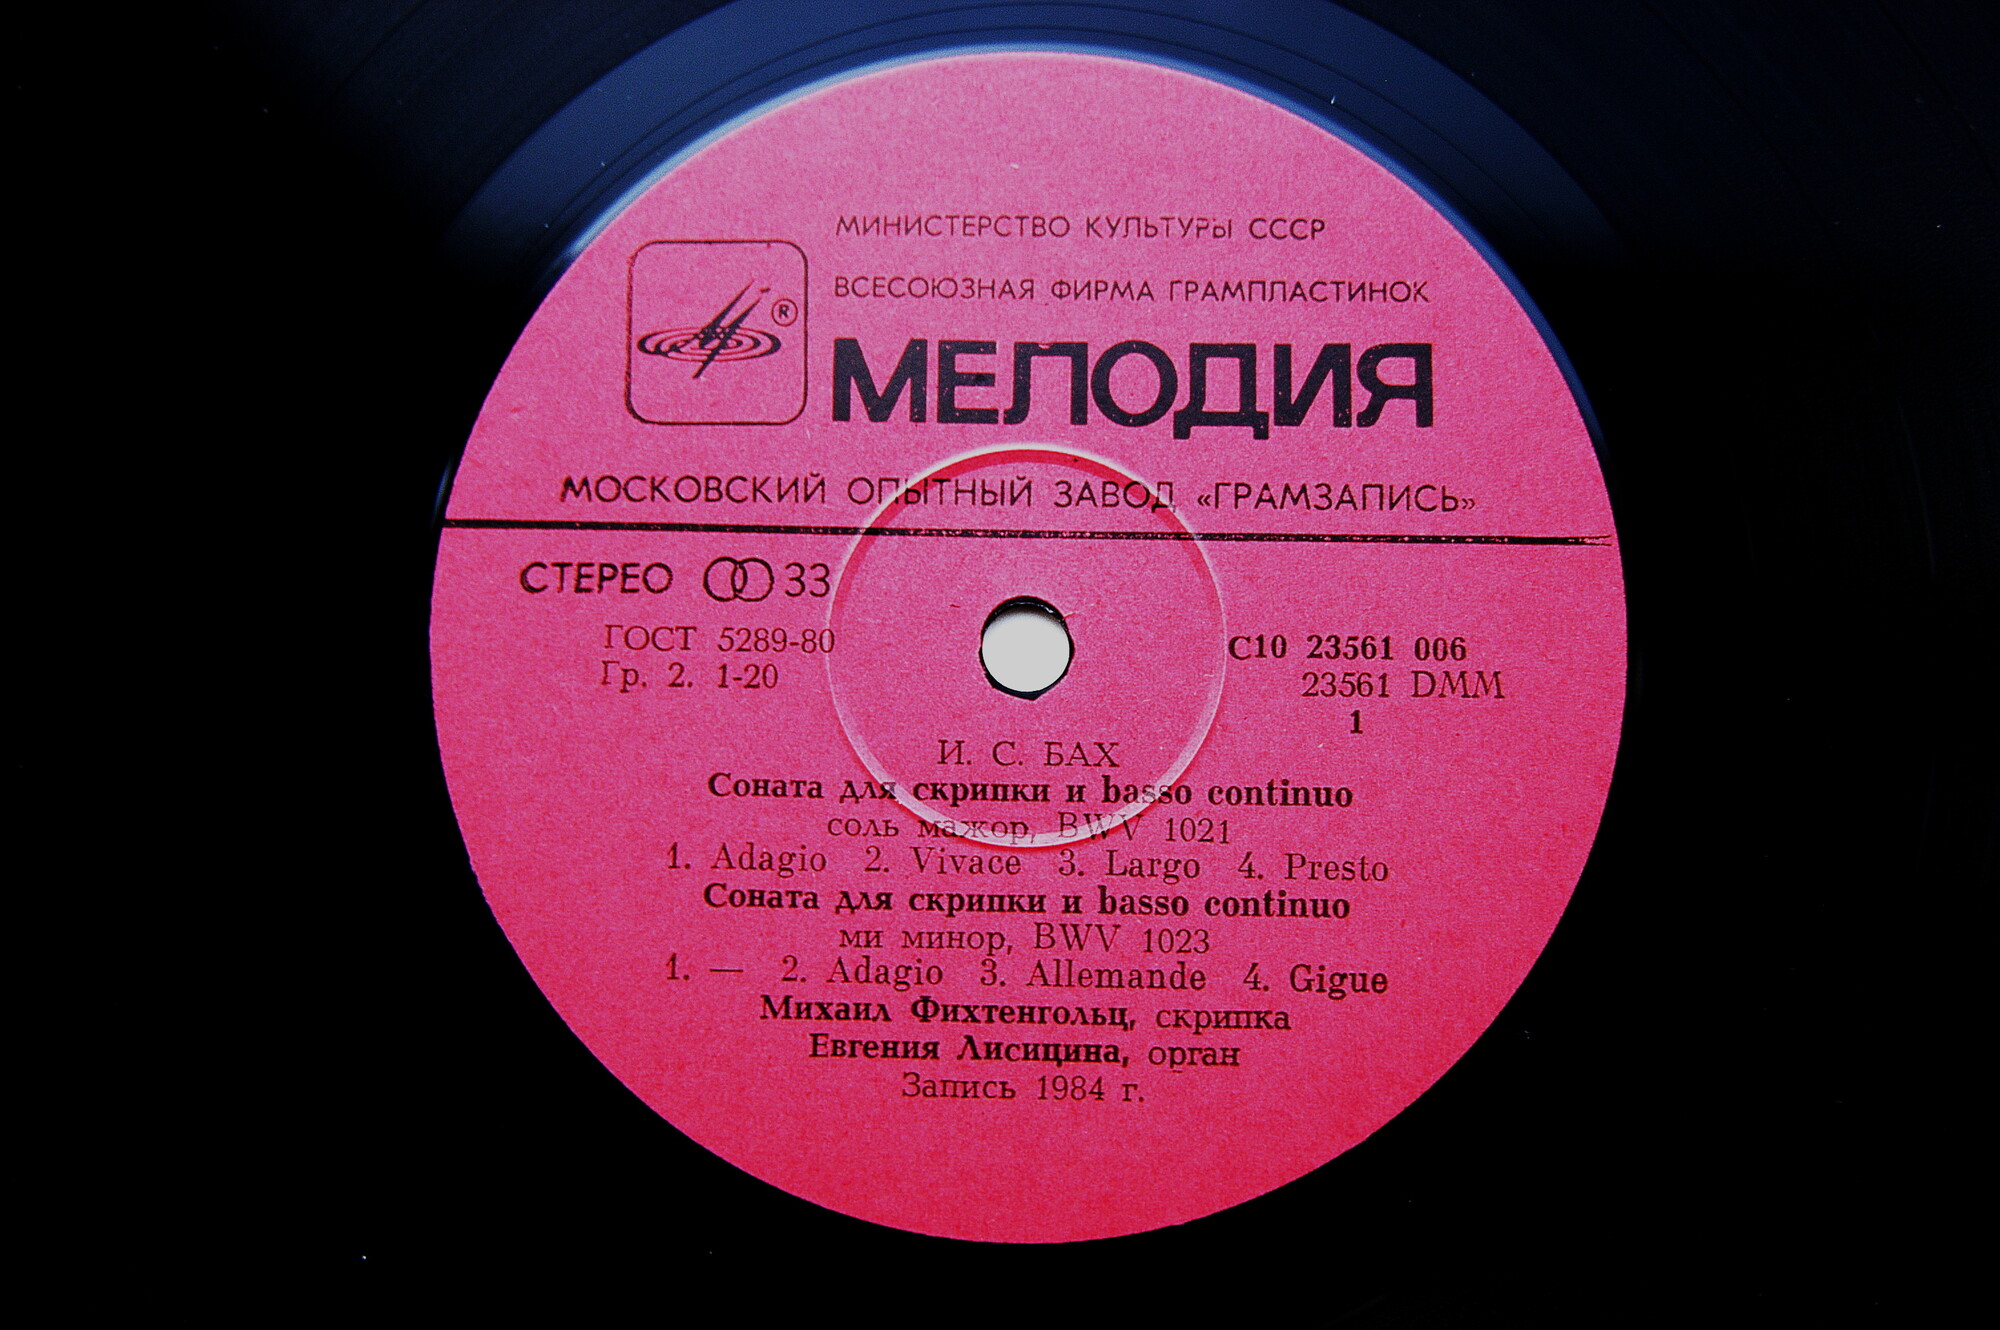 МИНИСТЕРСТВО КУЛЬТУРЫ СССР
ВСЕСОЮЗНАЯ ФИРМА ГРАМПЛАСТИНОК
®
МЕЛОДИЯ
МОСКОВСКИЙ ОПЫТНЫЙ ЗАВОД «ГРАМЗАПИСЬ»
СТЕРЕО 33
ГОСТ 5289-80
Гр. 2. 1-20
С10 23561 006
23561 DMM
1
И. С. БАХ
Соната для скрипки и basso continuo
соль мажор, BWV 1021
1. Adagio 2. Vivace 3. Largo 4. Presto
Соната для скрипки и basso continuo
ми минор, BWV 1023
1. — 2. Adagio 3. Allemande 4. Gigue
Михаил Фихтенгольц, скрипка
Евгения Лисицина, орган
Запись 1984 г.